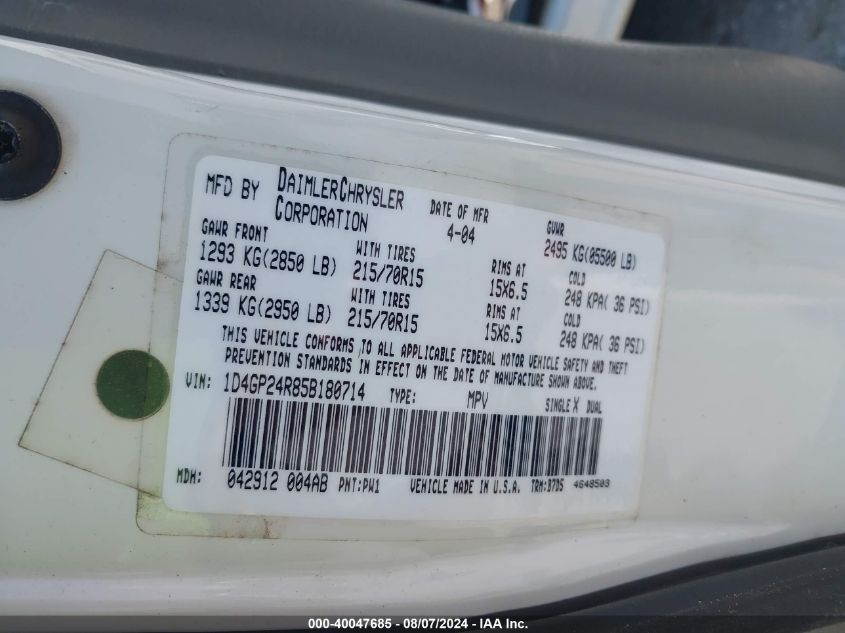 MFD BY DAIMLERCHRYSLER CORPORATION DATE OF MFR 4-04 GVWR 2495 KG(05500 LB)
GAWR FRONT WITH TIRES RIMS AT COLD
1293 KG(2850 LB) 215/70R15 15X6.5 248 KPA( 36 PSI)
GAWR REAR WITH TIRES RIMS AT COLD
1339 KG(2950 LB) 215/70R15 15X6.5 248 KPA( 36 PSI)
THIS VEHICLE CONFORMS TO ALL APPLICABLE FEDERAL MOTOR VEHICLE SAFETY AND THEFT
PREVENTION STANDARDS IN EFFECT ON THE DATE OF MANUFACTURE SHOWN ABOVE.
VIN: 1D4GP24R85B180714 TYPE: MPV SINGLE X DUAL
MDH: 042912 004AB PNT:PW1 VEHICLE MADE IN U.S.A. TRM:B7D5 4648503
000-40047685 - 08/07/2024 - IAA Inc.